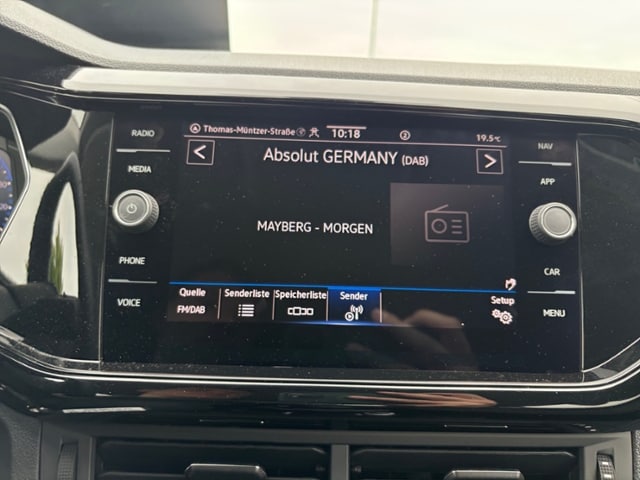 RADIO
MEDIA
PHONE
VOICE
Thomas-Müntzer-Straße 10:18 2 19.5°C
< Absolut GERMANY (DAB) >
MAYBERG - MORGEN
Quelle Senderliste Speicherliste Sender Setup
FM/DAB
NAV
APP
CAR
MENU